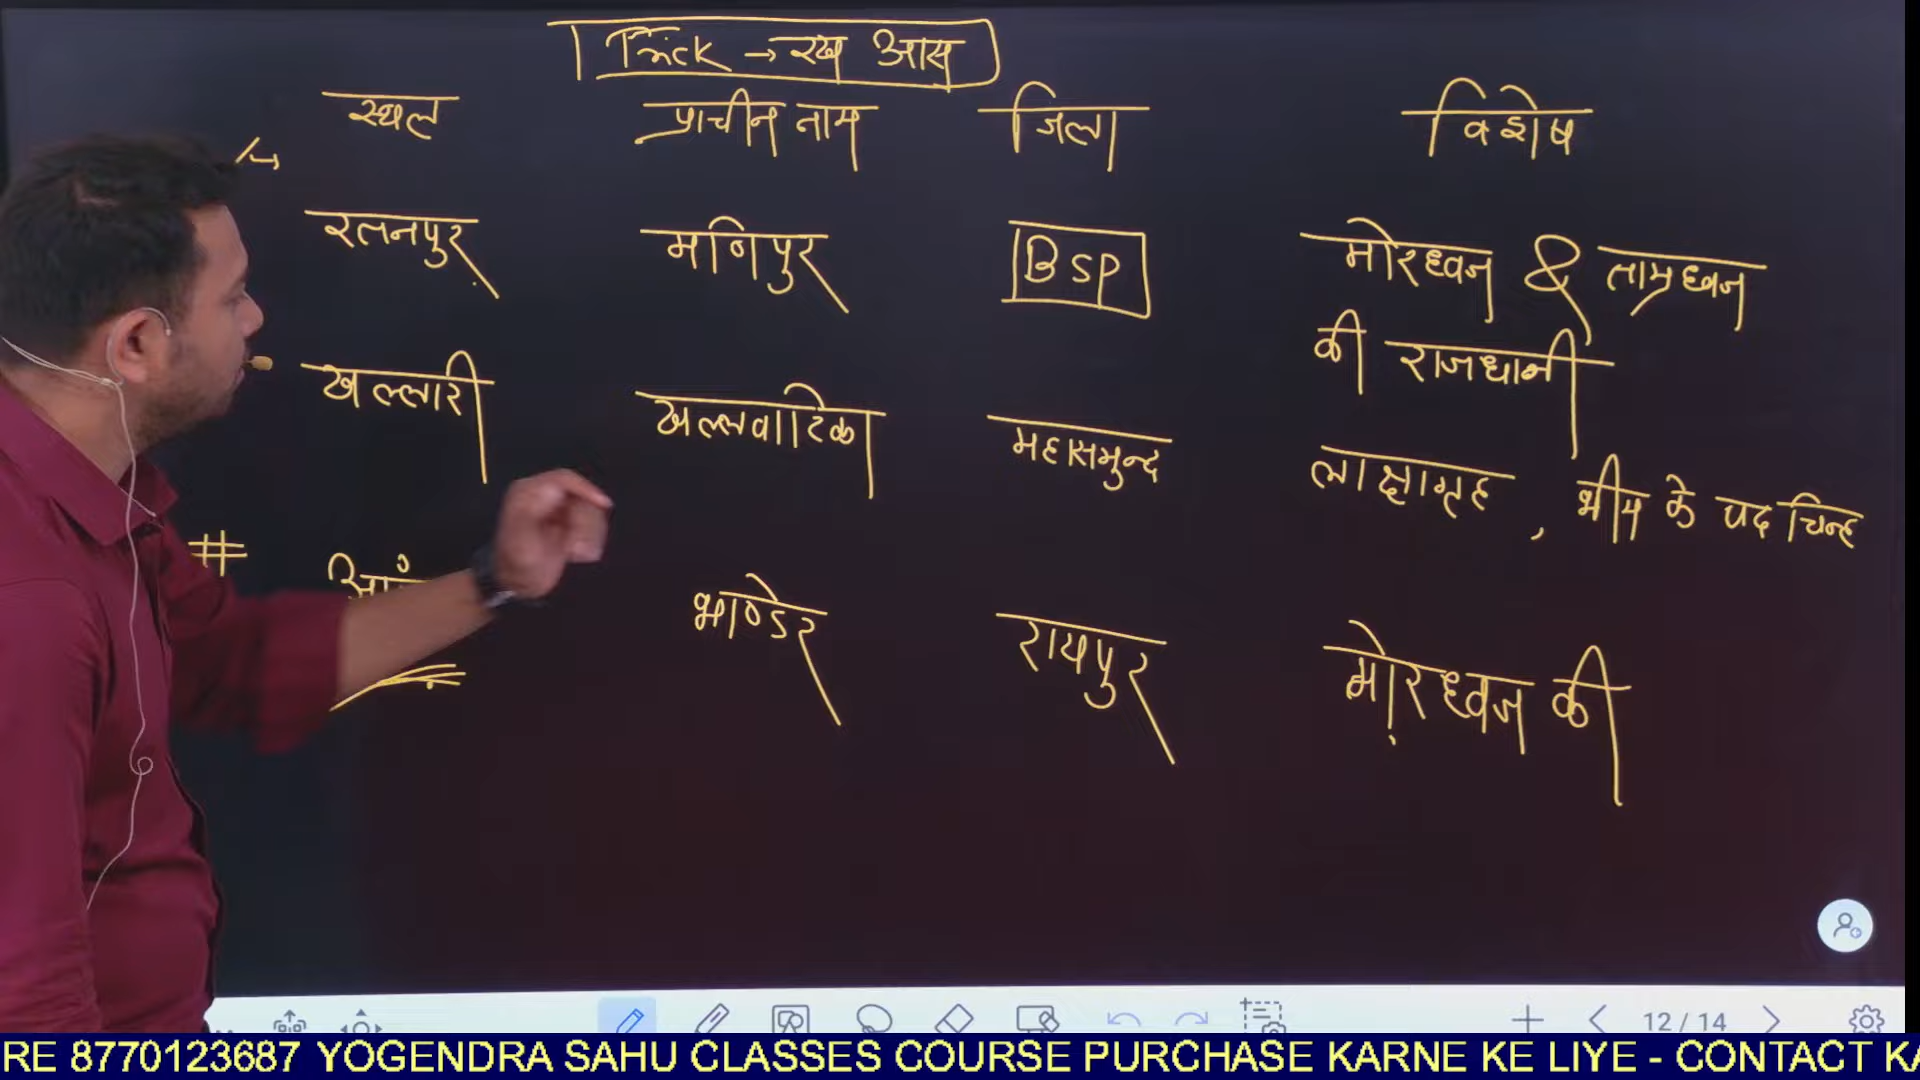 Trick → रख आस
स्थल प्राचीन नाम जिला विशेष
रतनपुर मणिपुर BSP मोरध्वज & ताम्रध्वज
की राजधानी
खल्लारी खल्लवाटिका महासमुन्द लाक्षागृह , भीम के पद चिन्ह
# भाण्डेर रायपुर मोरध्वज की
12 / 14
RE 8770123687 YOGENDRA SAHU CLASSES COURSE PURCHASE KARNE KE LIYE - CONTACT KA